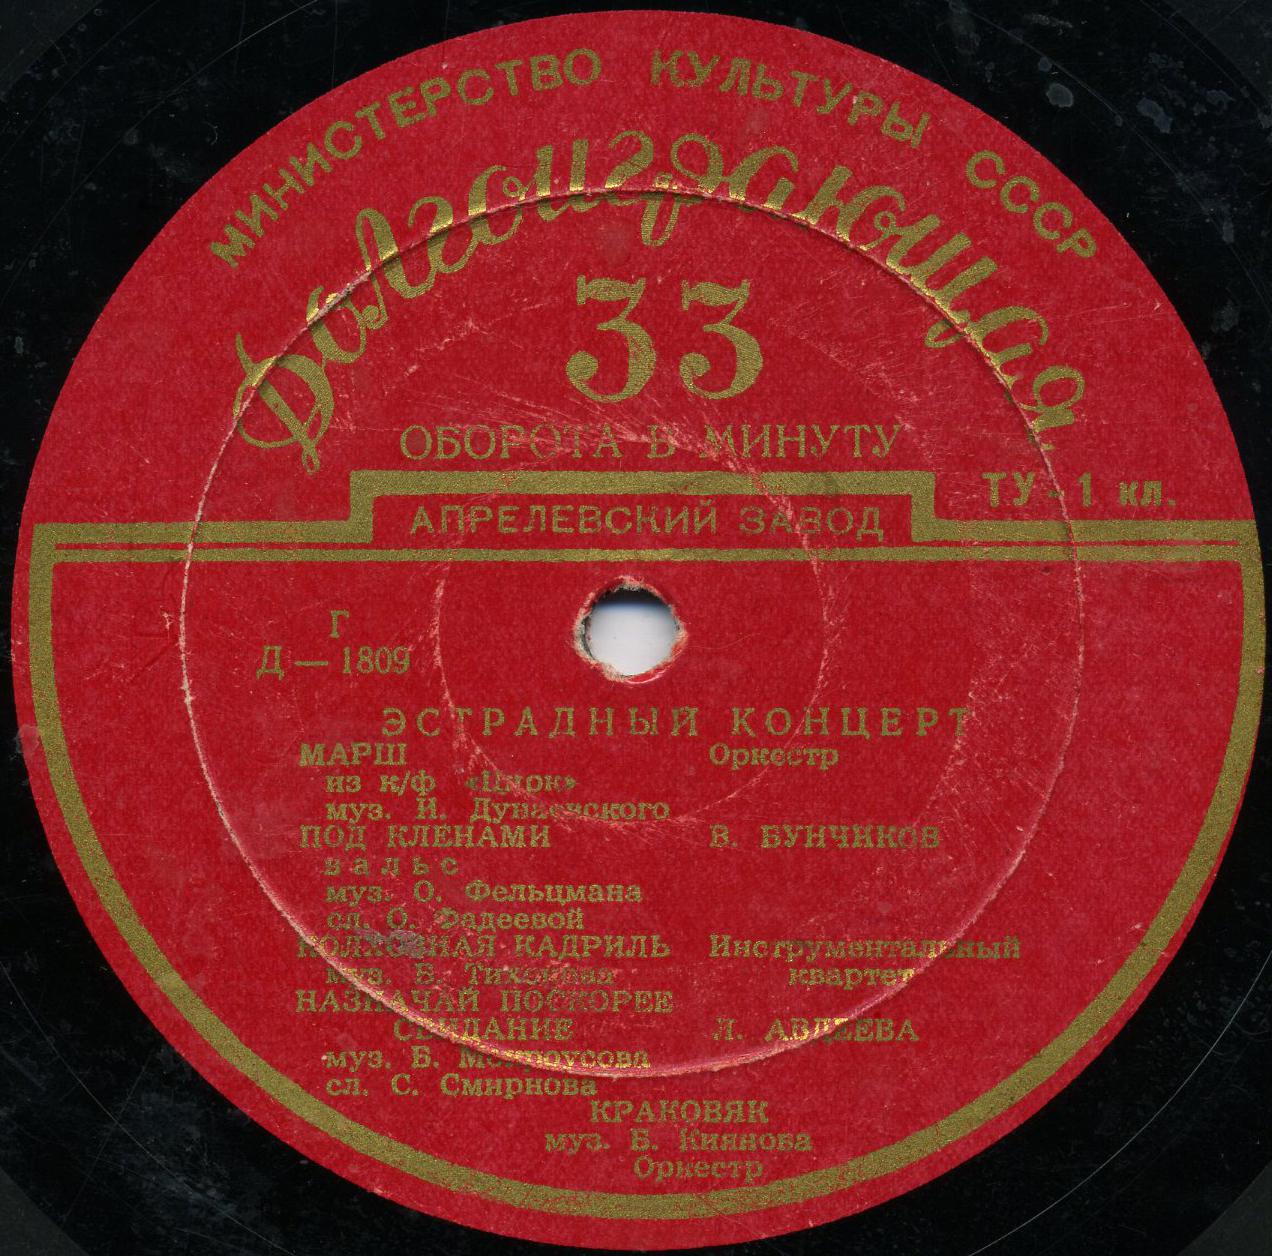 МИНИСТЕРСТВО КУЛЬТУРЫ СССР
Долгоиграющая
33
ОБОРОТА В МИНУТУ
ТУ-1 кл.
АПРЕЛЕВСКИЙ ЗАВОД
Г
Д — 1809
ЭСТРАДНЫЙ КОНЦЕРТ
МАРШ Оркестр
из к/ф «Цирк»
муз. И. Дунаевского
ПОД КЛЕНАМИ В. БУНЧИКОВ
вальс
муз. О. Фельцмана
сл. О. Фадеевой
КОЛХОЗНАЯ КАДРИЛЬ Инструментальный
муз. Б. Тихонова квартет
НАЗНАЧАЙ ПОСКОРЕЕ
СВИДАНИЕ Л. АВДЕЕВА
муз. Б. Мокроусова
сл. С. Смирнова
КРАКОВЯК
муз. Б. Киянова
Оркестр